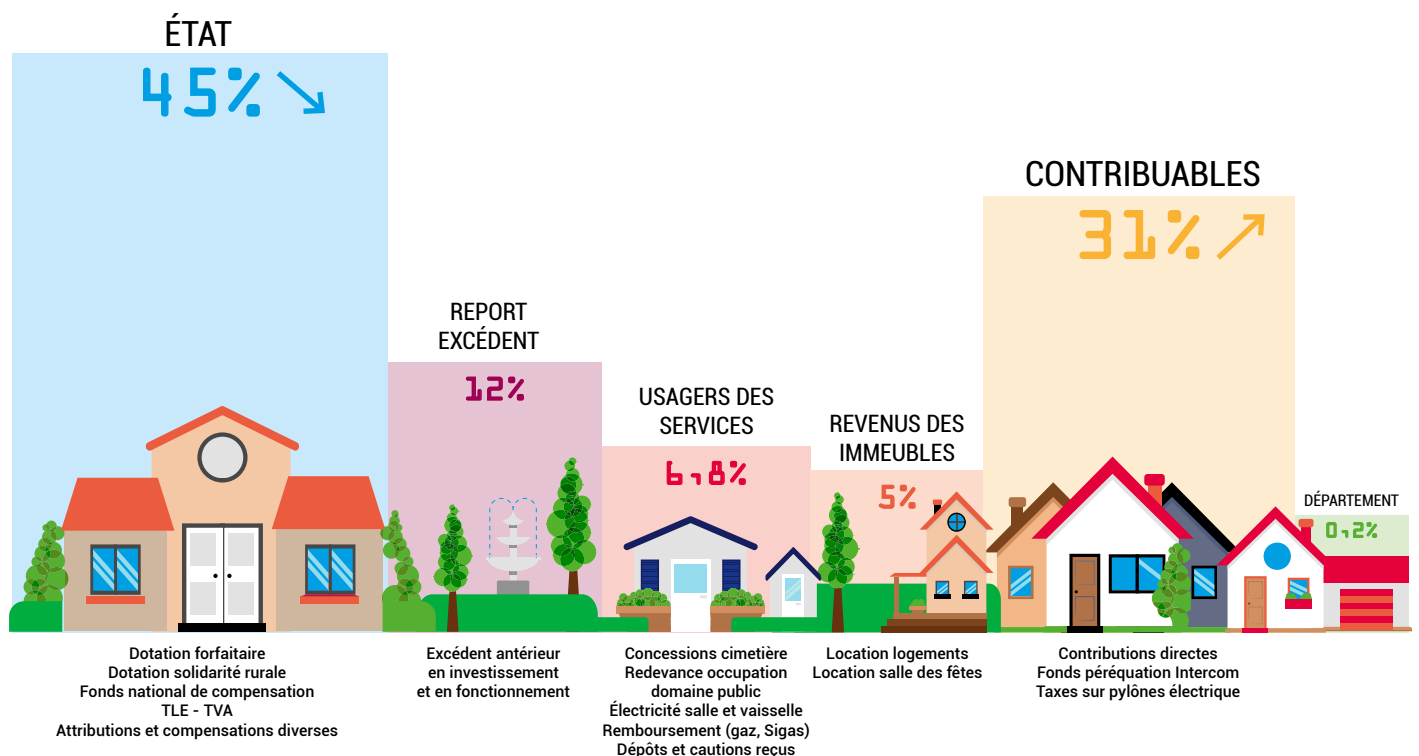 ÉTAT
45%
Dotation forfaitaire
Dotation solidarité rurale
Fonds national de compensation
TLE - TVA
Attributions et compensations diverses
REPORT
EXCÉDENT
12%
Excédent antérieur
en investissement
et en fonctionnement
USAGERS DES
SERVICES
6,8%
Concessions cimetière
Redevance occupation
domaine public
Électricité salle et vaisselle
Remboursement (gaz, Sigas)
Dépôts et cautions reçus
REVENUS DES
IMMEUBLES
5%
Location logements
Location salle des fêtes
CONTRIBUABLES
31%
Contributions directes
Fonds péréquation Intercom
Taxes sur pylônes électrique
DÉPARTEMENT
0,2%